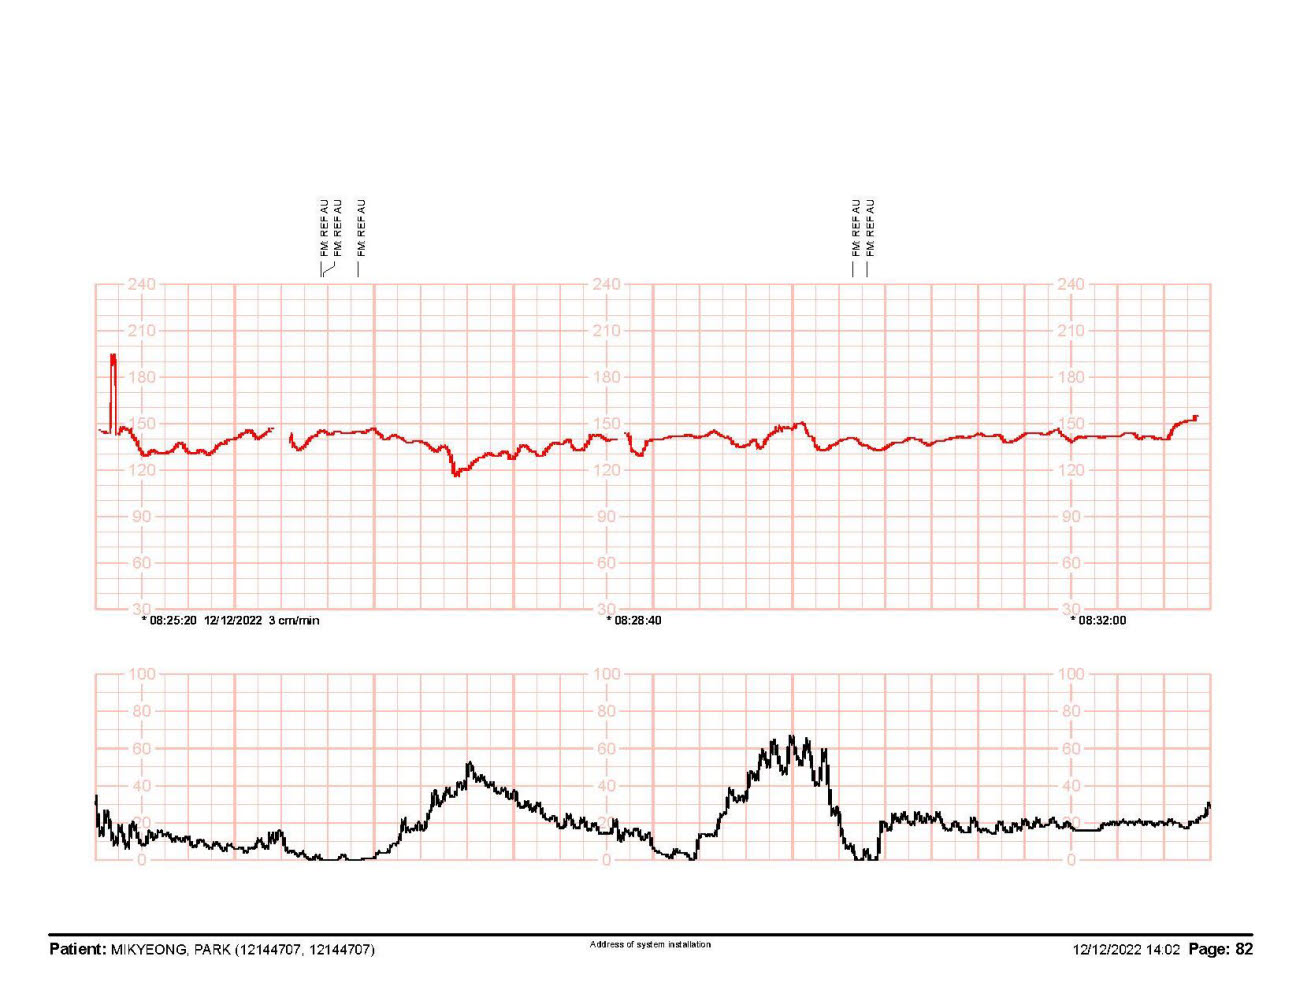 FM: REF AU
FM: REF AU
FM: REF AU
FM: REF AU
FM: REF AU
240 240 240
210 210 210
180 180 180
150 150 150
120 120 120
90 90 90
60 60 60
30 30 30
* 08:25:20 12/12/2022 3 cm/min * 08:28:40 * 08:32:00
100 100 100
80 80 80
60 60 60
40 40 40
20 20 20
0 0 0
Patient: MIKYEONG, PARK (12144707, 12144707) Address of system installation 12/12/2022 14:02 Page: 82